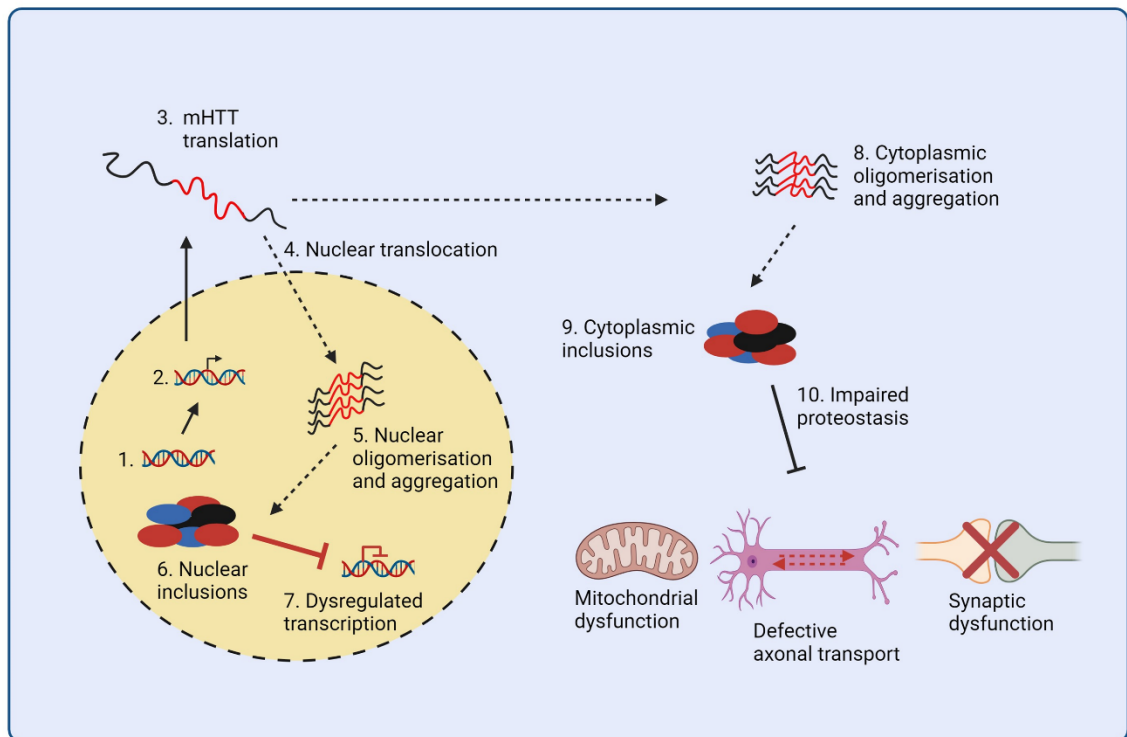 3. mHTT
translation
8. Cytoplasmic
oligomerisation
and aggregation
4. Nuclear translocation
9. Cytoplasmic
inclusions
2.
10. Impaired
proteostasis
1.
5. Nuclear
oligomerisation
and aggregation
6. Nuclear
inclusions
7. Dysregulated
transcription
Mitochondrial
dysfunction
Defective
axonal transport
Synaptic
dysfunction